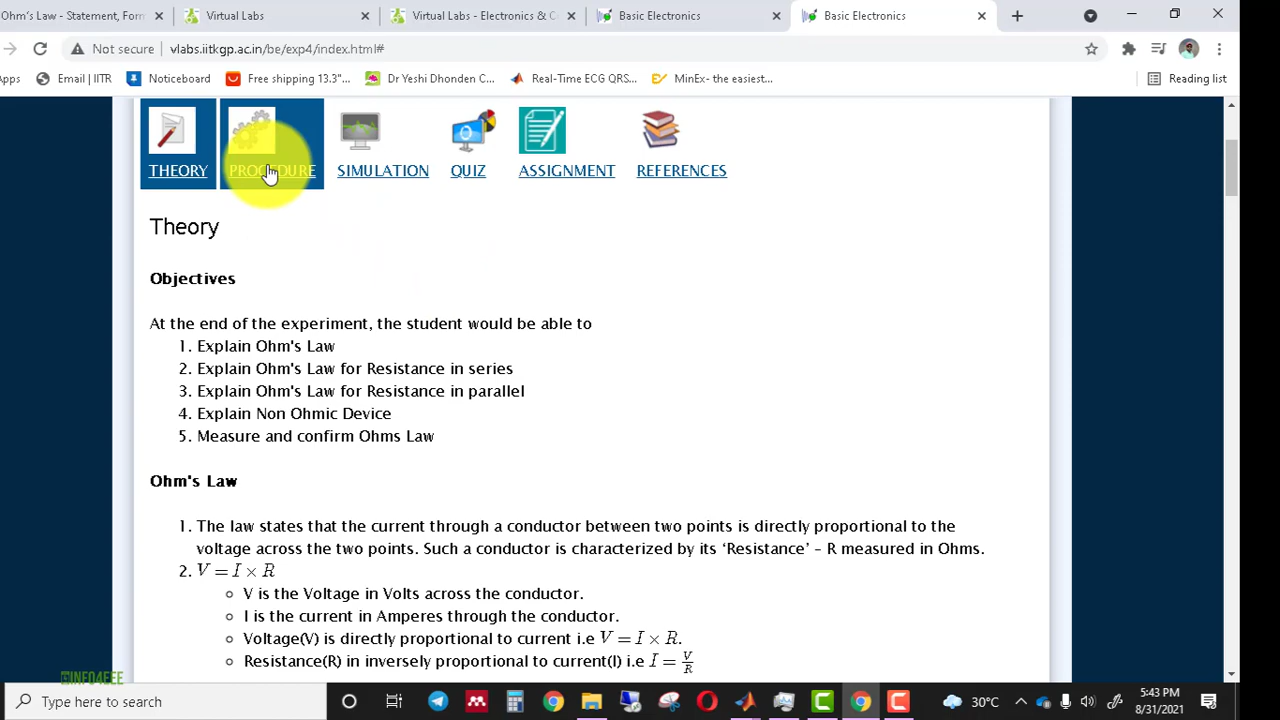 Ohm's Law - Statement, Form
Virtual Labs
Virtual Labs - Electronics & C
Basic Electronics
Basic Electronics
Not secure
vlabs.iitkgp.ac.in/be/exp4/index.html#
Apps
Email | IITR
Noticeboard
Free shipping 13.3"...
Dr Yeshi Dhonden C...
Real-Time ECG QRS...
MinEx- the easiest...
Reading list
THEORY
PROCEDURE
SIMULATION
QUIZ
ASSIGNMENT
REFERENCES
Theory
Objectives
At the end of the experiment, the student would be able to
1. Explain Ohm's Law
2. Explain Ohm's Law for Resistance in series
3. Explain Ohm's Law for Resistance in parallel
4. Explain Non Ohmic Device
5. Measure and confirm Ohms Law
Ohm's Law
1. The law states that the current through a conductor between two points is directly proportional to the
voltage across the two points. Such a conductor is characterized by its ‘Resistance’ – R measured in Ohms.
2. V = I × R
V is the Voltage in Volts across the conductor.
I is the current in Amperes through the conductor.
Voltage(V) is directly proportional to current i.e V = I × R.
Resistance(R) in inversely proportional to current(I) i.e I = V/R
INFO4EEE
Type here to search
30°C
5:43 PM
8/31/2021